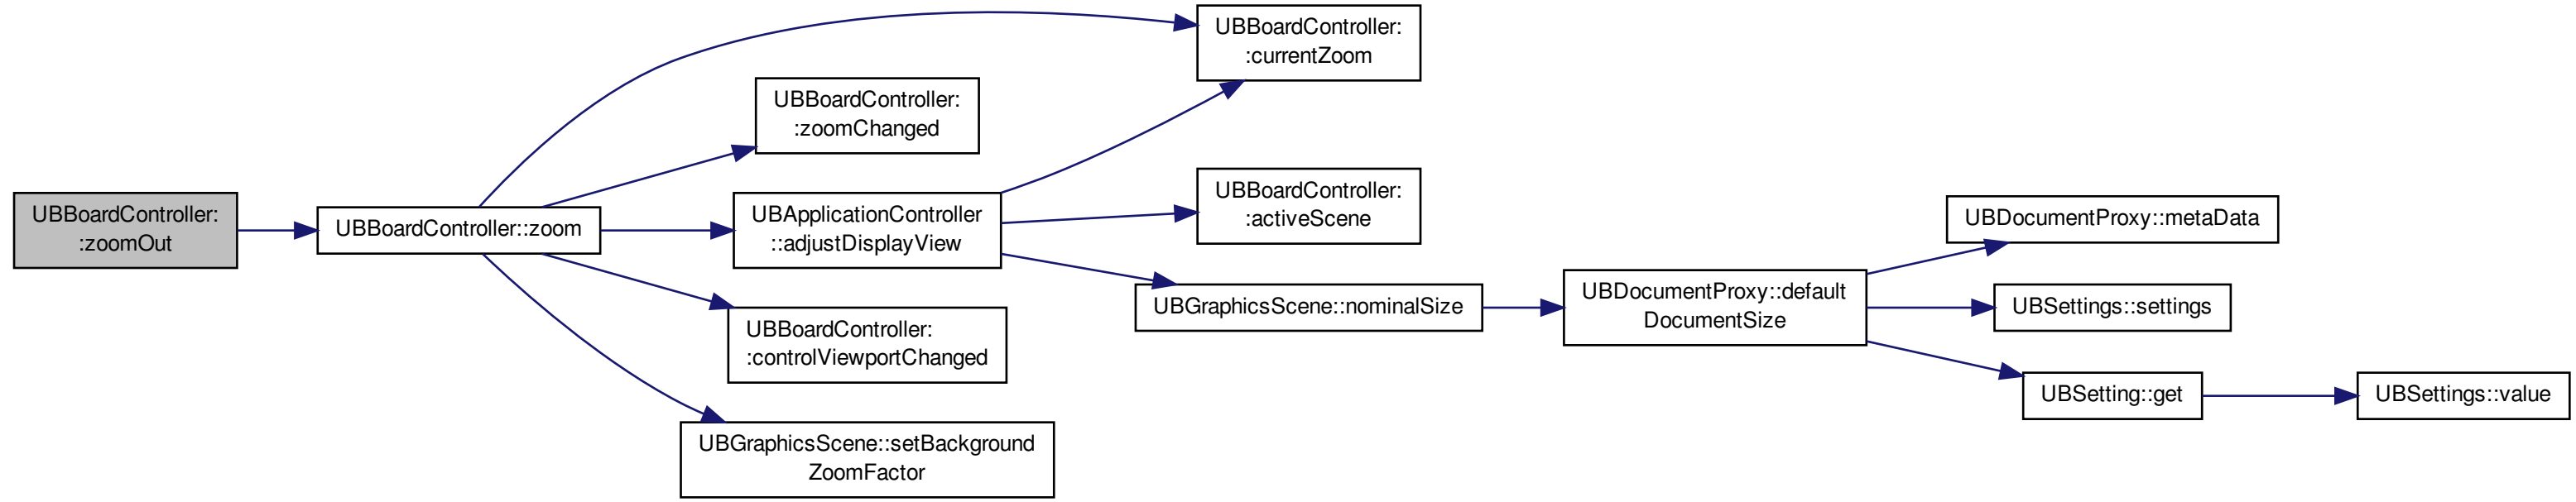 UBBoardController:
:zoomOut
UBBoardController::zoom
UBBoardController:
:currentZoom
UBBoardController:
:zoomChanged
UBApplicationController
::adjustDisplayView
UBBoardController:
:controlViewportChanged
UBGraphicsScene::setBackground
ZoomFactor
UBBoardController:
:activeScene
UBGraphicsScene::nominalSize
UBDocumentProxy::default
DocumentSize
UBDocumentProxy::metaData
UBSettings::settings
UBSetting::get
UBSettings::value